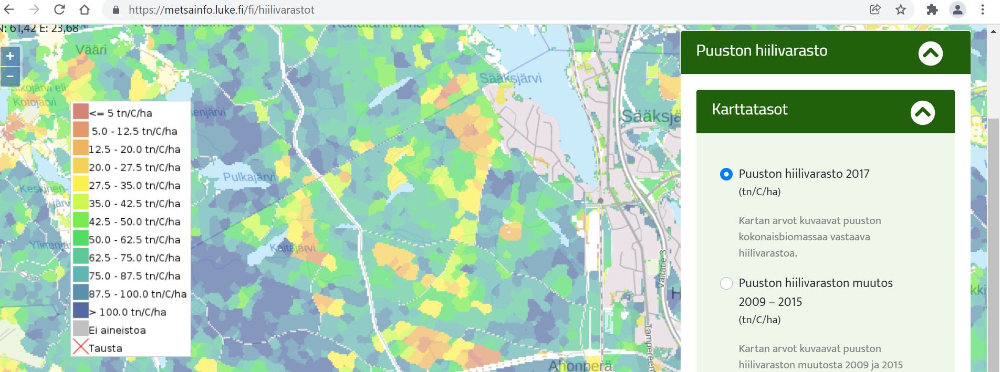 https://metsainfo.luke.fi/fi/hiilivarastot
N: 61,42 E: 23,68
Vääri
+
−
Sikojärvi eli
Kotojärvi
Sääksjärvi
Pulkajärvi
Keskinen-
järvi
Kaitajärvi
Valtatie 3
Tampereen
Ahonperä
<= 5 tn/C/ha
5.0 - 12.5 tn/C/ha
12.5 - 20.0 tn/C/ha
20.0 - 27.5 tn/C/ha
27.5 - 35.0 tn/C/ha
35.0 - 42.5 tn/C/ha
42.5 - 50.0 tn/C/ha
50.0 - 62.5 tn/C/ha
62.5 - 75.0 tn/C/ha
75.0 - 87.5 tn/C/ha
87.5 - 100.0 tn/C/ha
> 100.0 tn/C/ha
Ei aineistoa
Tausta
Puuston hiilivarasto
Karttatasot
Puuston hiilivarasto 2017
(tn/C/ha)
Kartan arvot kuvaavat puuston
kokonaisbiomassaa vastaava
hiilivarastoa.
Puuston hiilivaraston muutos
2009 – 2015
(tn/C/ha)
Kartan arvot kuvaavat puuston
hiilivaraston muutosta 2009 ja 2015